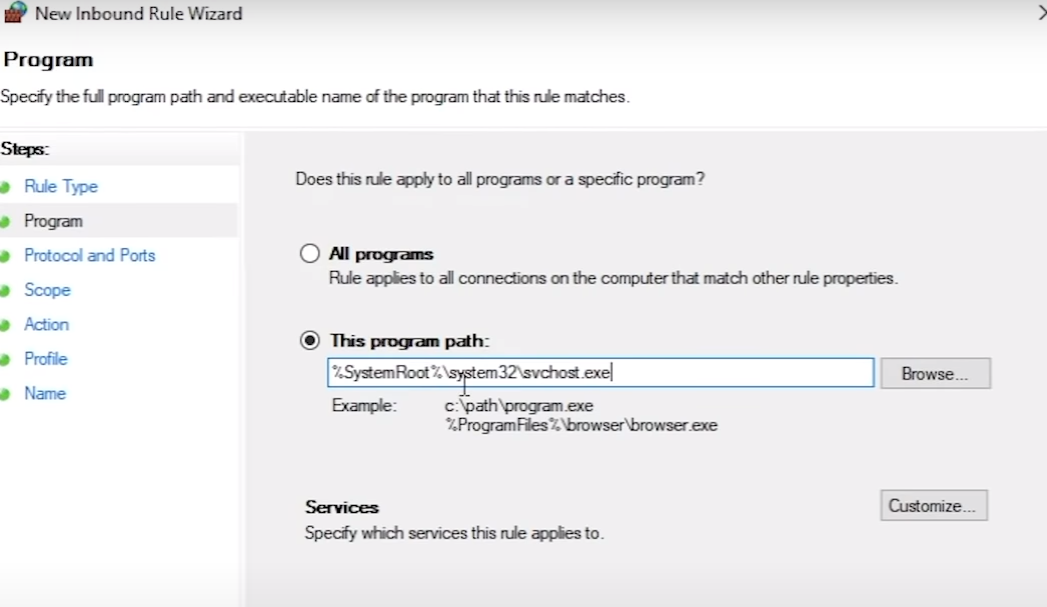 New Inbound Rule Wizard
Program
Specify the full program path and executable name of the program that this rule matches.
Steps:
Rule Type
Program
Protocol and Ports
Scope
Action
Profile
Name
Does this rule apply to all programs or a specific program?
All programs
Rule applies to all connections on the computer that match other rule properties.
This program path:
%SystemRoot%\system32\svchost.exe
Browse...
Example: c:\path\program.exe
%ProgramFiles%\browser\browser.exe
Services
Customize...
Specify which services this rule applies to.